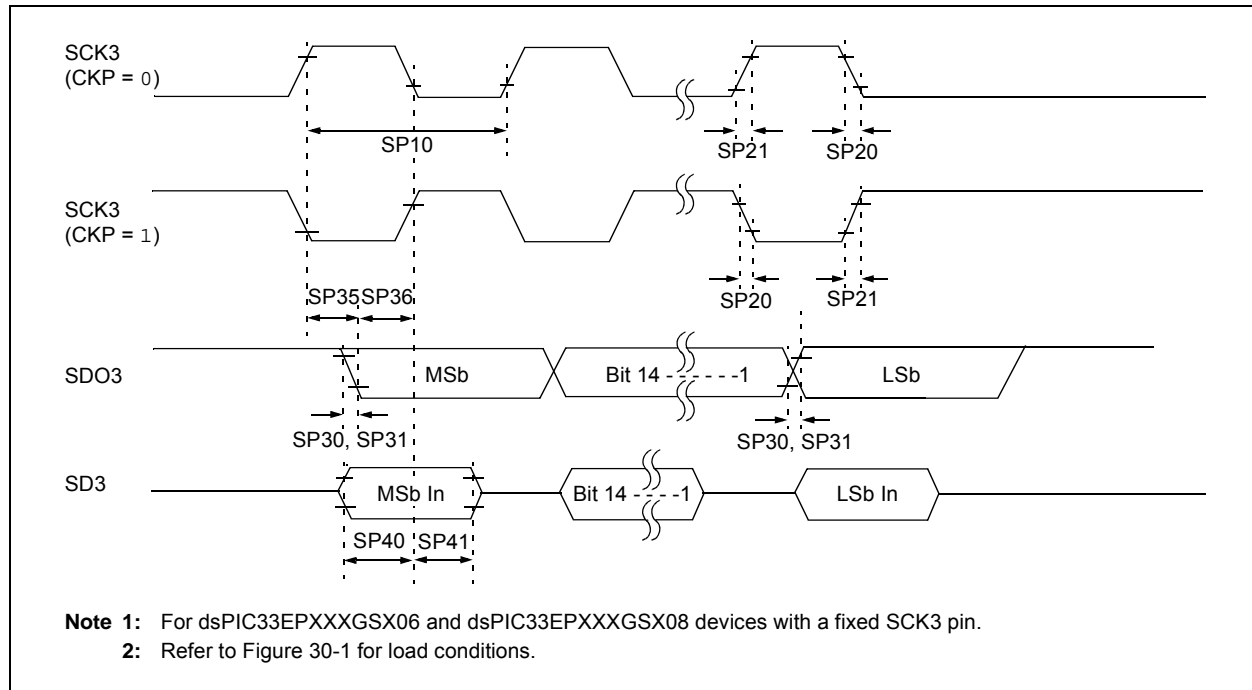 SCK3
(CKP = 0)
SP10
SP21
SP20
SCK3
(CKP = 1)
SP20
SP21
SP35
SP36
SDO3
MSb
Bit 14 - - - - - -1
LSb
SP30, SP31
SP30, SP31
SD3
MSb In
Bit 14 - - - -1
LSb In
SP40
SP41
Note 1: For dsPIC33EPXXXGSX06 and dsPIC33EPXXXGSX08 devices with a fixed SCK3 pin.
2: Refer to Figure 30-1 for load conditions.